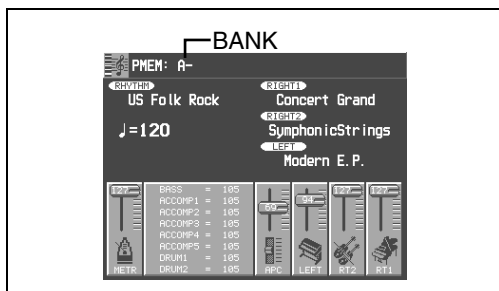 BANK
PMEM: A-
RHYTHM
US Folk Rock
♩=120
RIGHT1
Concert Grand
RIGHT2
SymphonicStrings
LEFT
Modern E.P.
127
BASS = 105
ACCOMP1 = 105
ACCOMP2 = 105
ACCOMP3 = 105
ACCOMP4 = 105
ACCOMP5 = 105
DRUM1 = 105
DRUM2 = 105
69 94 127 127
METR APC LEFT RT2 RT1